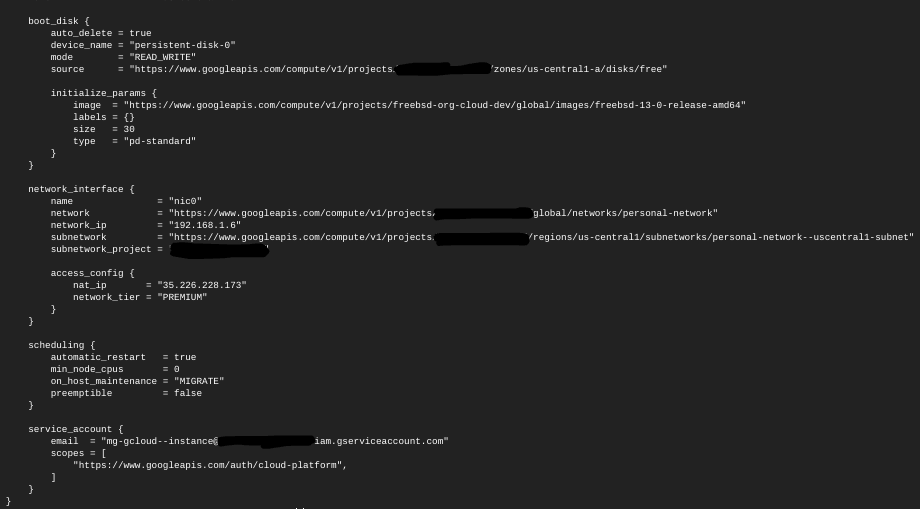 boot_disk {
auto_delete = true
device_name = "persistent-disk-0"
mode = "READ_WRITE"
source = "https://www.googleapis.com/compute/v1/projects /zones/us-central1-a/disks/free"
initialize_params {
image = "https://www.googleapis.com/compute/v1/projects/freebsd-org-cloud-dev/global/images/freebsd-13-0-release-amd64"
labels = {}
size = 30
type = "pd-standard"
}
}
network_interface {
name = "nic0"
network = "https://www.googleapis.com/compute/v1/projects/ global/networks/personal-network"
network_ip = "192.168.1.6"
subnetwork = "https://www.googleapis.com/compute/v1/projects /regions/us-central1/subnetworks/personal-network--uscentral1-subnet"
subnetwork_project = "
access_config {
nat_ip = "35.226.228.173"
network_tier = "PREMIUM"
}
}
scheduling {
automatic_restart = true
min_node_cpus = 0
on_host_maintenance = "MIGRATE"
preemptible = false
}
service_account {
email = "mg-gcloud--instance@ iam.gserviceaccount.com"
scopes = [
"https://www.googleapis.com/auth/cloud-platform",
]
}
}